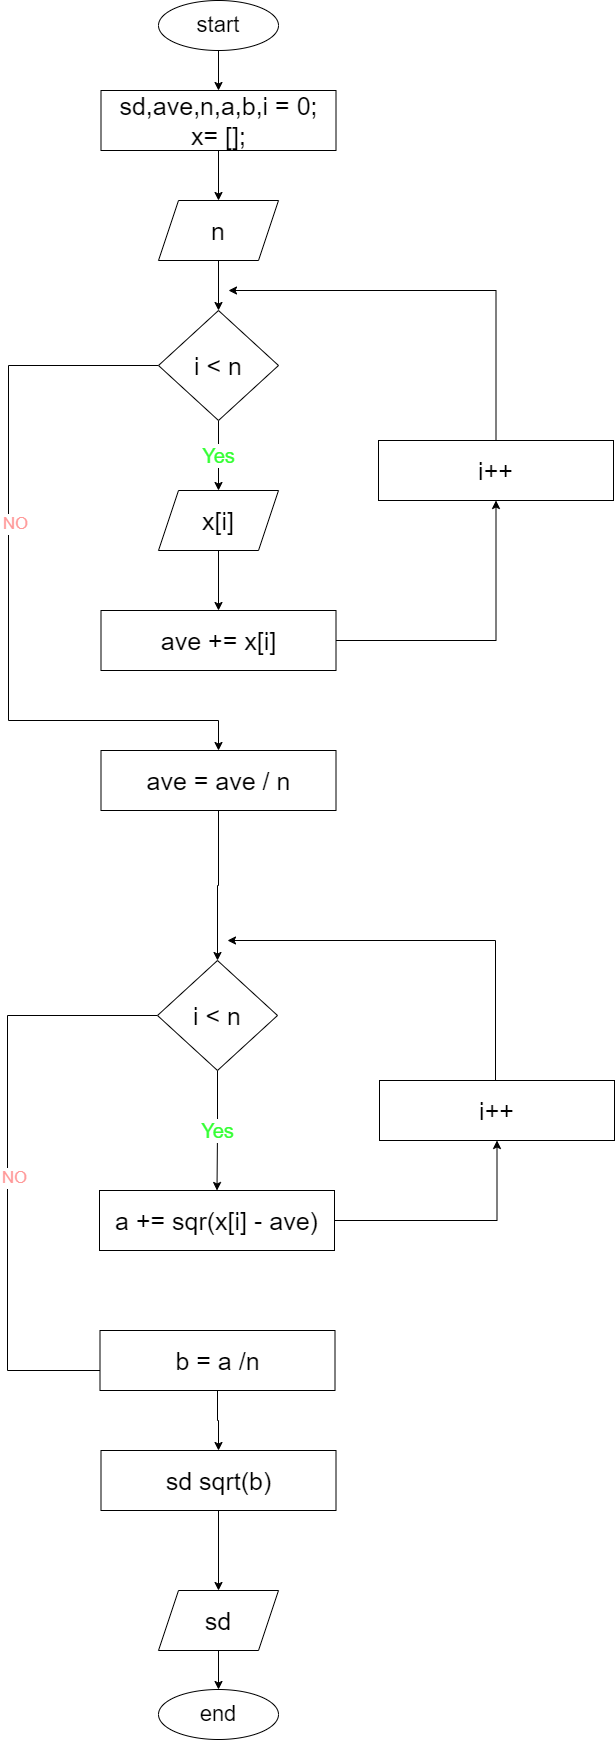 start
sd,ave,n,a,b,i = 0;
x= [];
n
i < n
Yes
i++
NO
x[i]
ave += x[i]
ave = ave / n
i < n
Yes
i++
NO
a += sqr(x[i] - ave)
b = a /n
sd sqrt(b)
sd
end